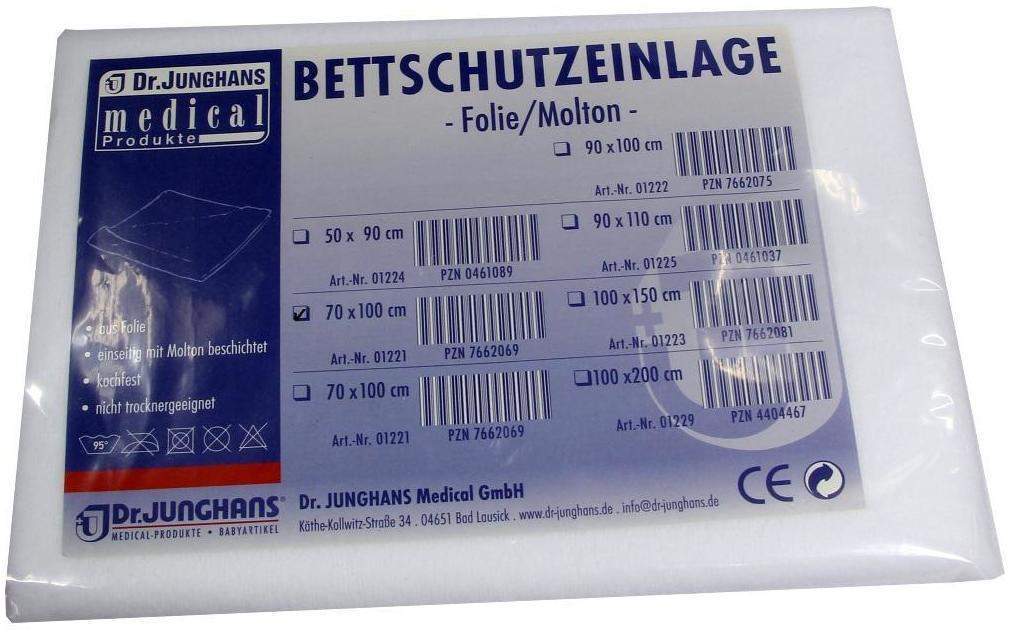 Dr.JUNGHANS
medical
Produkte
BETTSCHUTZEINLAGE
- Folie/Molton -
90 x 100 cm
Art.-Nr. 01222
PZN 7662075
50 x 90 cm
Art.-Nr. 01224
PZN 0461089
90 x 110 cm
Art.-Nr. 01225
PZN 0461037
70 x 100 cm
Art.-Nr. 01221
PZN 7662069
100 x 150 cm
Art.-Nr. 01223
PZN 7662081
70 x 100 cm
Art.-Nr. 01221
PZN 7662069
100 x 200 cm
Art.-Nr. 01229
PZN 4404467
• aus Folie
• einseitig mit Molton beschichtet
• kochfest
• nicht trocknergeeignet
95°
Dr.JUNGHANS®
MEDICAL-PRODUKTE • BABYARTIKEL
Dr. JUNGHANS Medical GmbH
Käthe-Kollwitz-Straße 34 . 04651 Bad Lausick . www.dr-junghans.de . info@dr-junghans.de
CE